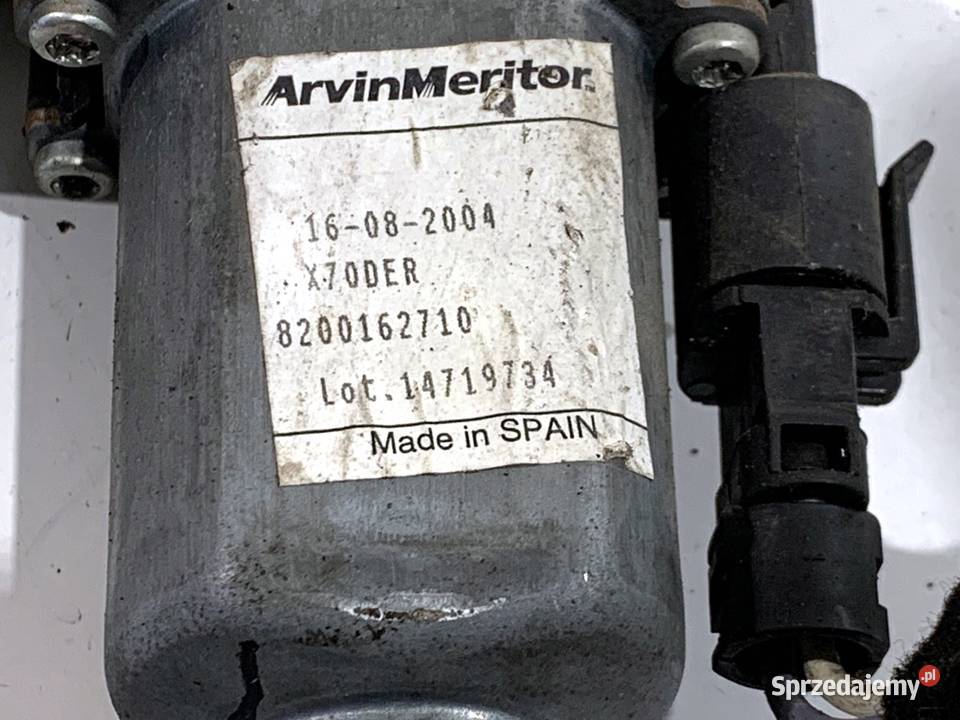 ArvinMeritor
16-08-2004
X70DER
8200162710
Lot.14719734
Made in SPAIN
Sprzedajemy.pl